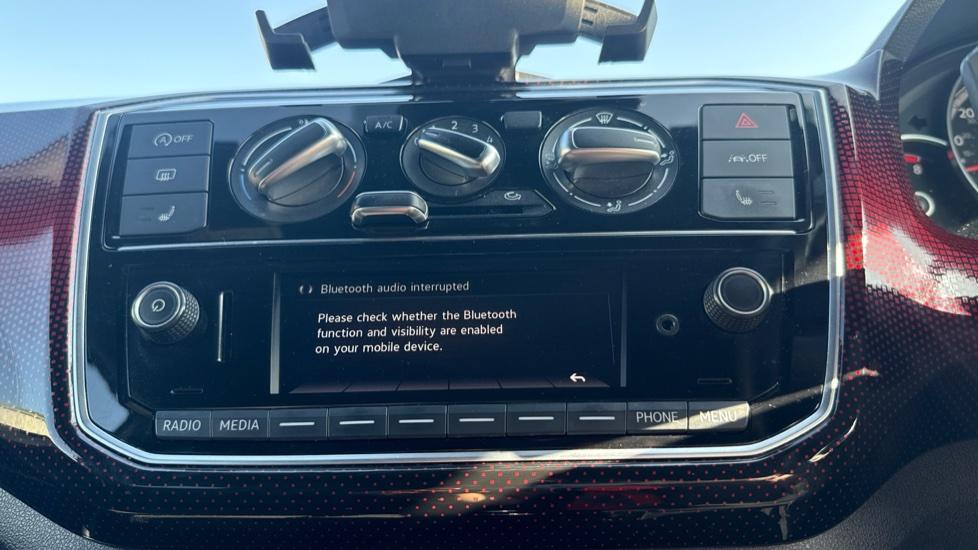 A OFF
A/C
2 3 4
OFF
20
8
Bluetooth audio interrupted
Please check whether the Bluetooth
function and visibility are enabled
on your mobile device.
RADIO MEDIA PHONE MENU